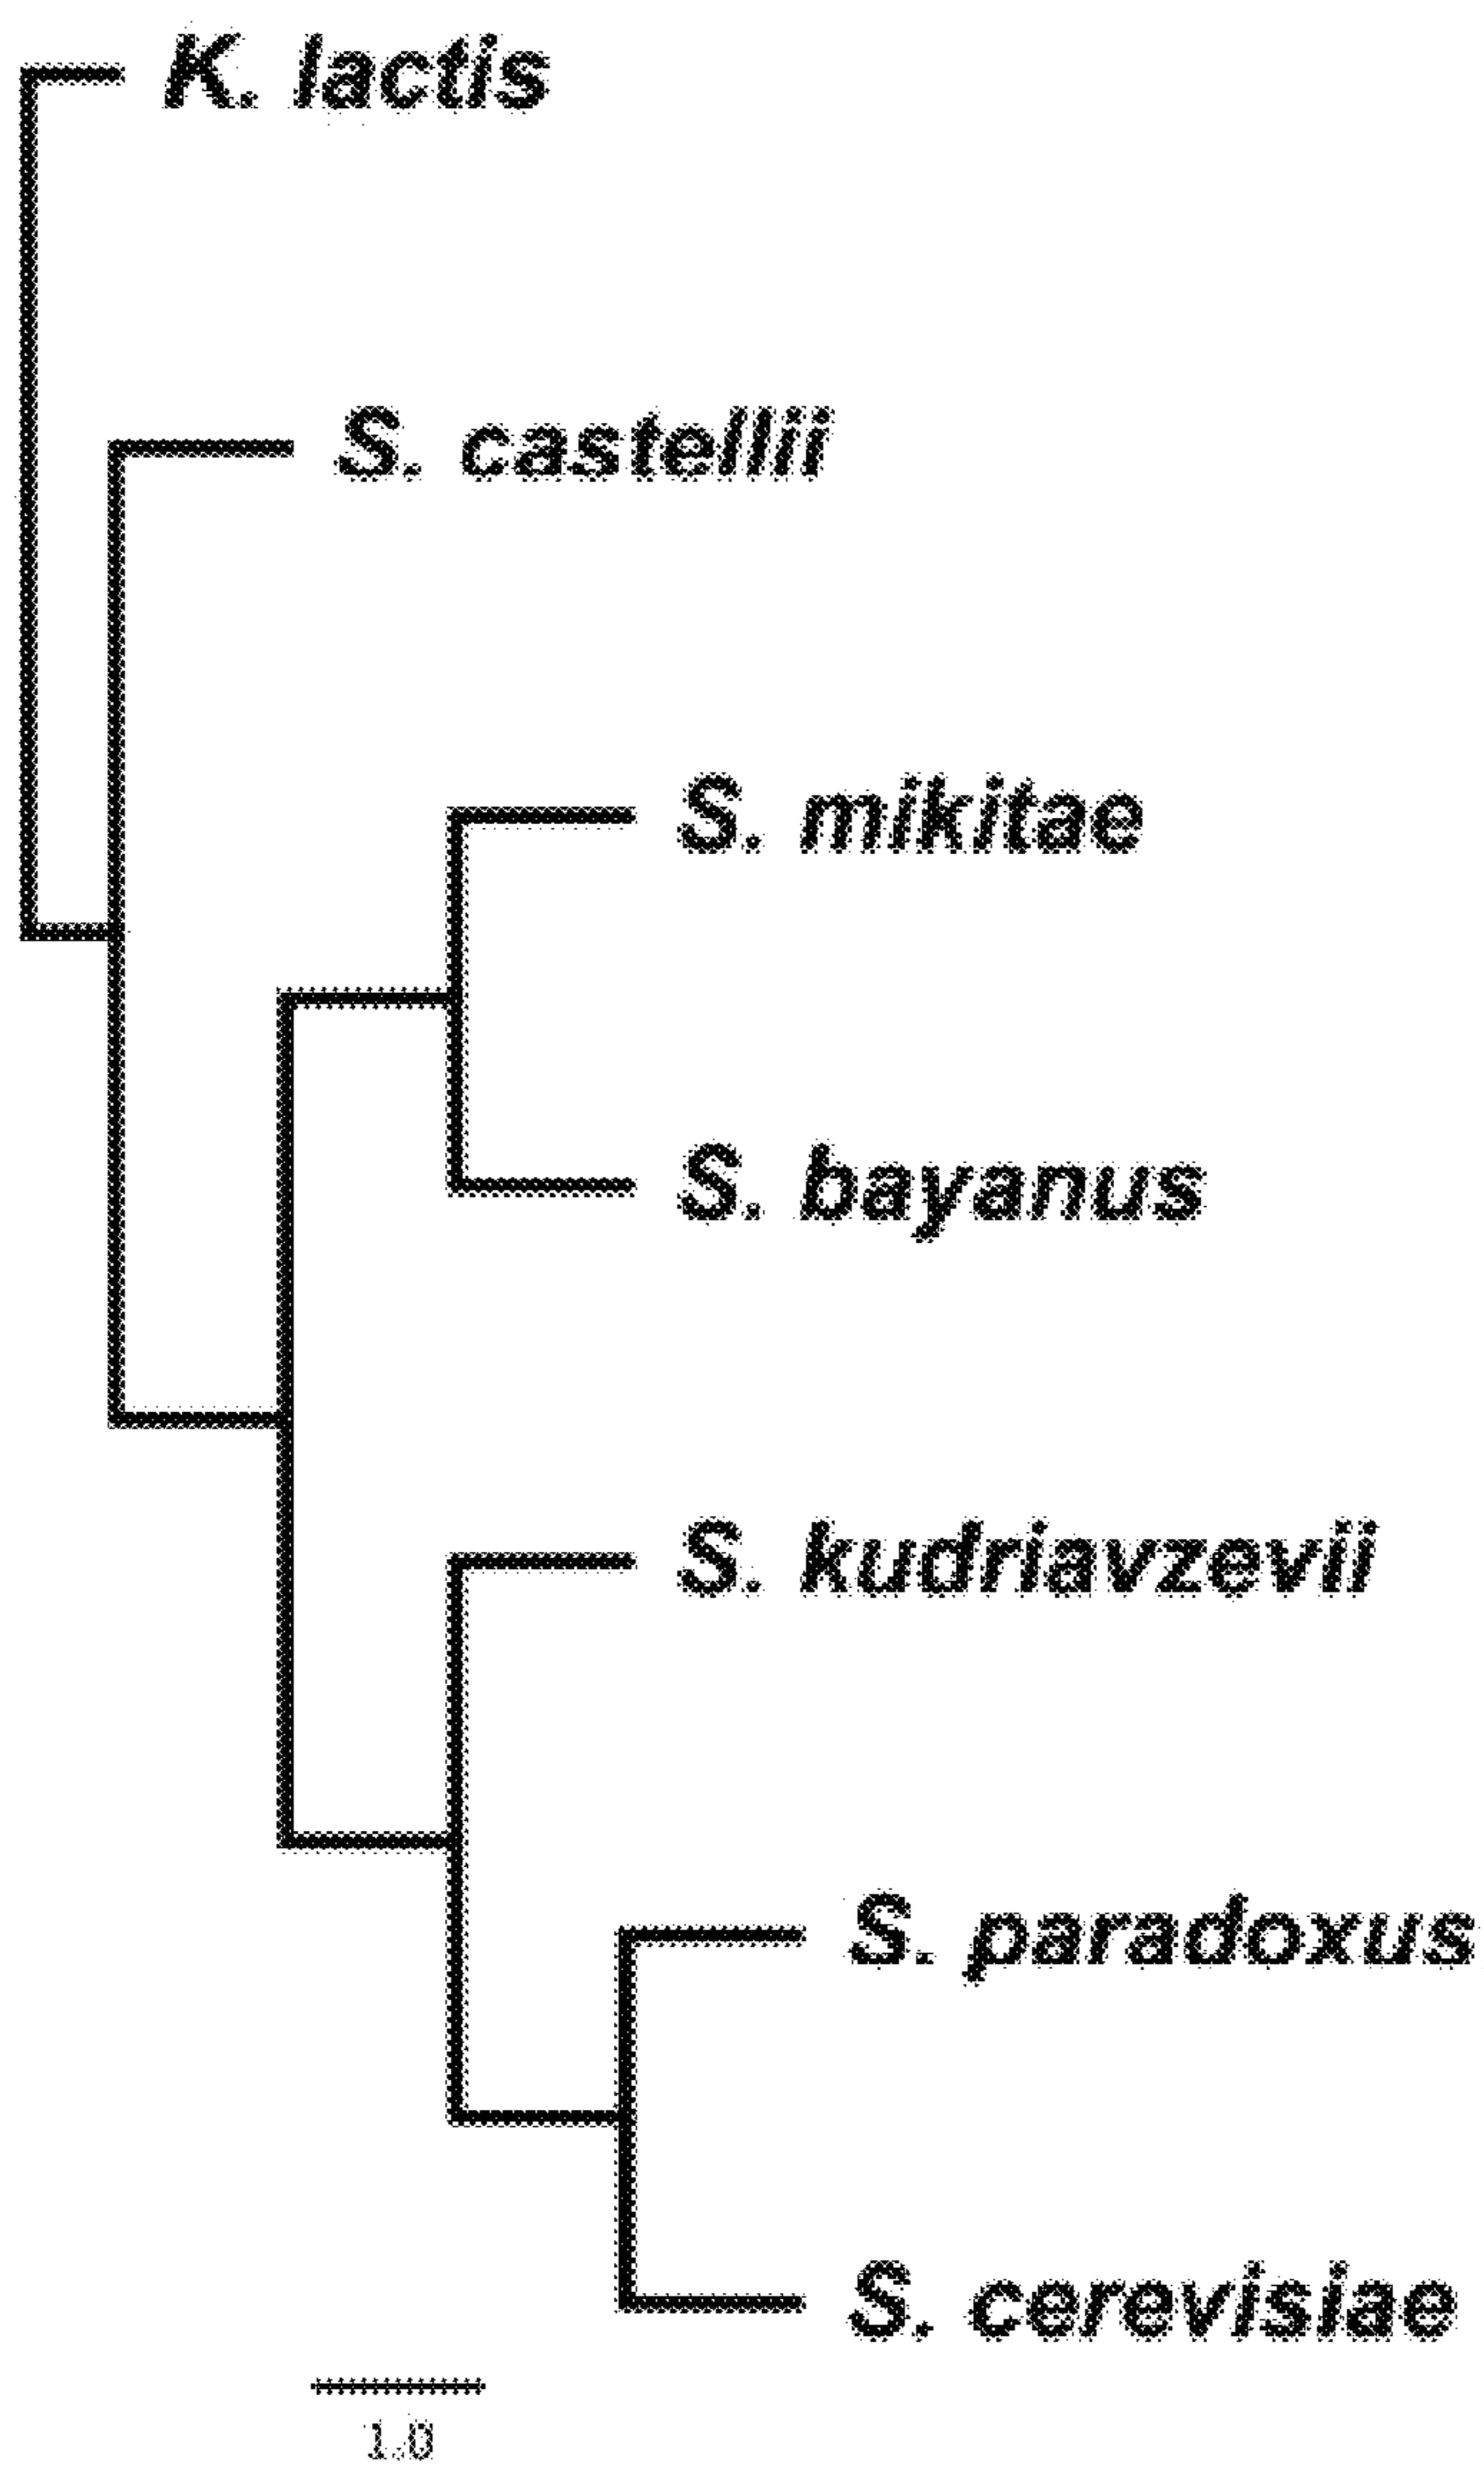 K. lactis
S. castellii
S. mikitae
S. bayanus
S. kudriavzevii
S. paradoxus
S. cerevisiae
1.0